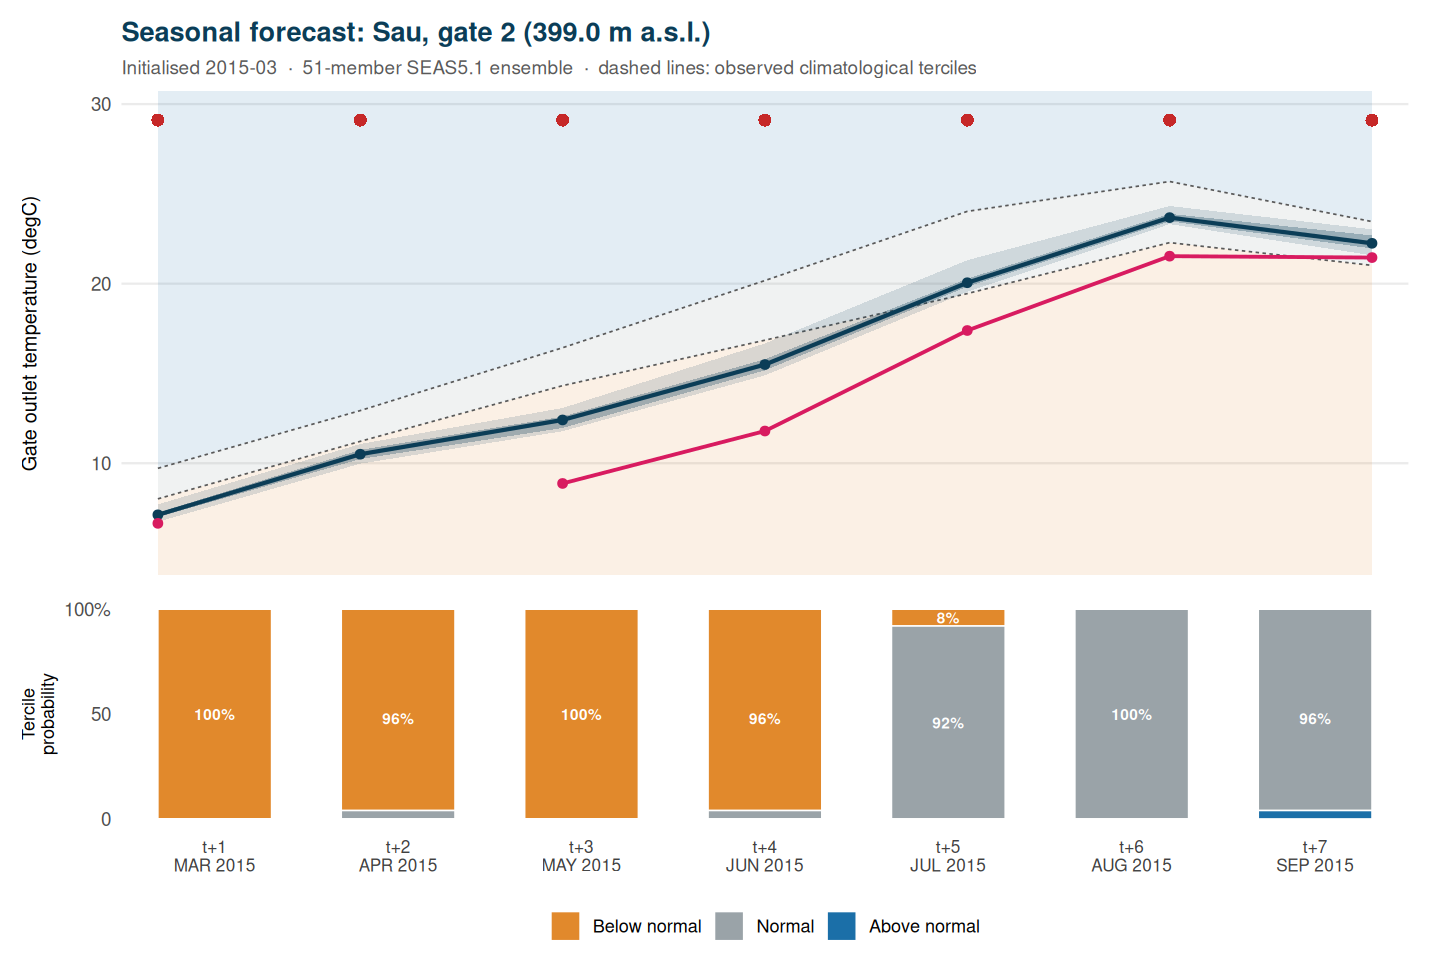 Seasonal forecast: Sau, gate 2 (399.0 m a.s.l.)
Initialised 2015-03 · 51-member SEAS5.1 ensemble · dashed lines: observed climatological terciles
Gate outlet temperature (degC)
30
20
10
Tercile
probability
100%
50
0
100%
96%
100%
96%
8%
92%
100%
96%
t+1
MAR 2015
t+2
APR 2015
t+3
MAY 2015
t+4
JUN 2015
t+5
JUL 2015
t+6
AUG 2015
t+7
SEP 2015
Below normal
Normal
Above normal